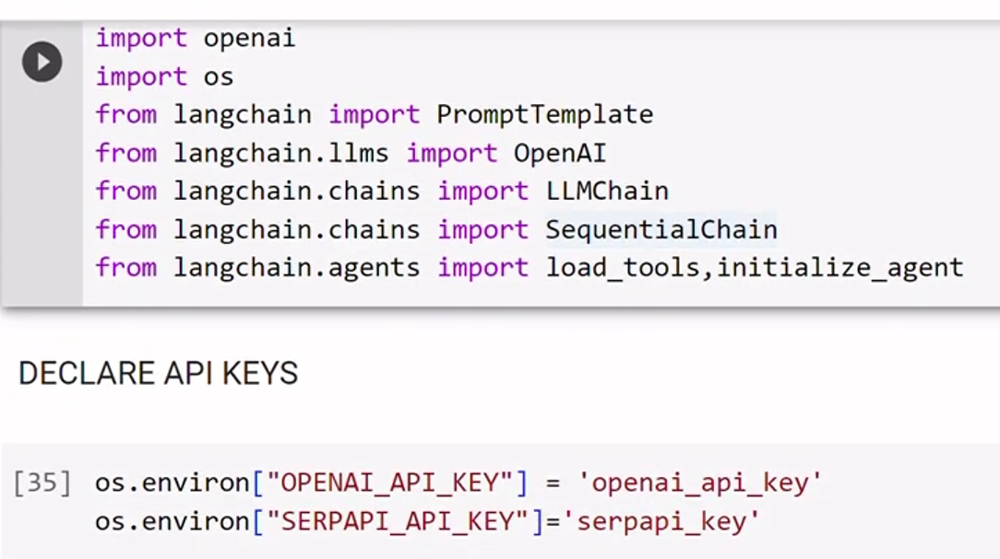 import openai
import os
from langchain import PromptTemplate
from langchain.llms import OpenAI
from langchain.chains import LLMChain
from langchain.chains import SequentialChain
from langchain.agents import load_tools,initialize_agent
DECLARE API KEYS
[35] os.environ["OPENAI_API_KEY"] = 'openai_api_key'
os.environ["SERPAPI_API_KEY"]='serpapi_key'